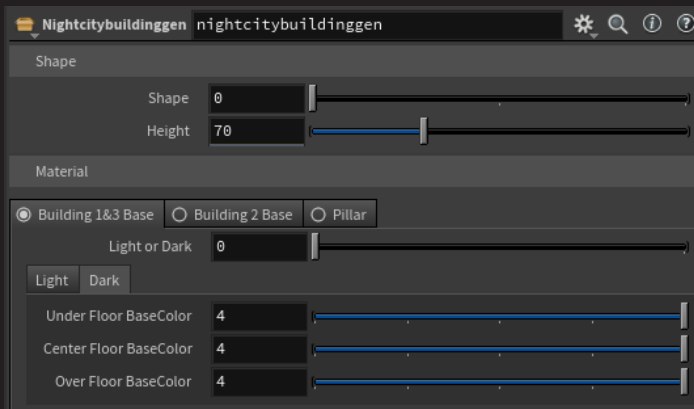 Nightcitybuildinggen nightcitybuildinggen
Shape
Shape 0
Height 70
Material
Building 1&3 Base Building 2 Base Pillar
Light or Dark 0
Light Dark
Under Floor BaseColor 4
Center Floor BaseColor 4
Over Floor BaseColor 4